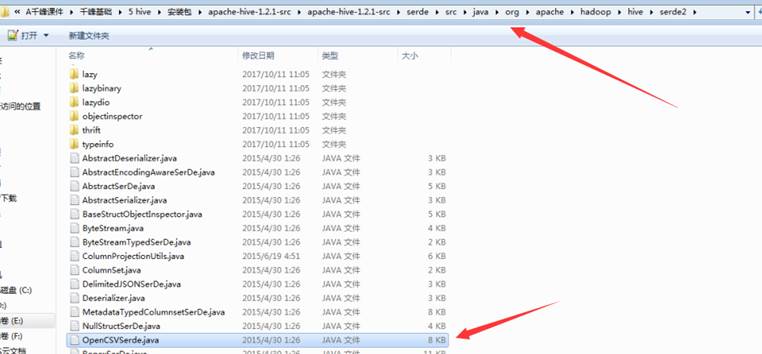 A千峰课件 ▸ 千峰基础 ▸ 5 hive ▸ 安装包 ▸ apache-hive-1.2.1-src ▸ apache-hive-1.2.1-src ▸ serde ▸ src ▸ java ▸ org ▸ apache ▸ hadoop ▸ hive ▸ serde2 ▸
打开 新建文件夹
名称 修改日期 类型 大小
lazy 2017/10/11 11:05 文件夹
lazybinary 2017/10/11 11:05 文件夹
lazydio 2017/10/11 11:05 文件夹
访问的位置
objectinspector 2017/10/11 11:05 文件夹
thrift 2017/10/11 11:05 文件夹
typeinfo 2017/10/11 11:05 文件夹
AbstractDeserializer.java 2015/4/30 1:26 JAVA 文件 3 KB
AbstractEncodingAwareSerDe.java 2015/4/30 1:26 JAVA 文件 3 KB
AbstractSerDe.java 2015/4/30 1:26 JAVA 文件 5 KB
下载
AbstractSerializer.java 2015/4/30 1:26 JAVA 文件 3 KB
BaseStructObjectInspector.java 2015/4/30 1:26 JAVA 文件 5 KB
ByteStream.java 2015/4/30 1:26 JAVA 文件 4 KB
ByteStreamTypedSerDe.java 2015/4/30 1:26 JAVA 文件 2 KB
ColumnProjectionUtils.java 2015/6/19 4:51 JAVA 文件 6 KB
ColumnSet.java 2015/4/30 1:26 JAVA 文件 2 KB
磁盘 (C:)
DelimitedJSONSerDe.java 2015/4/30 1:26 JAVA 文件 4 KB
Deserializer.java 2015/4/30 1:26 JAVA 文件 3 KB
MetadataTypedColumnsetSerDe.java 2015/4/30 1:26 JAVA 文件 8 KB
卷 (E:)
NullStructSerDe.java 2015/4/30 1:26 JAVA 文件 4 KB
卷 (F:)
OpenCSVSerde.java 2015/4/30 1:26 JAVA 文件 8 KB
云文档